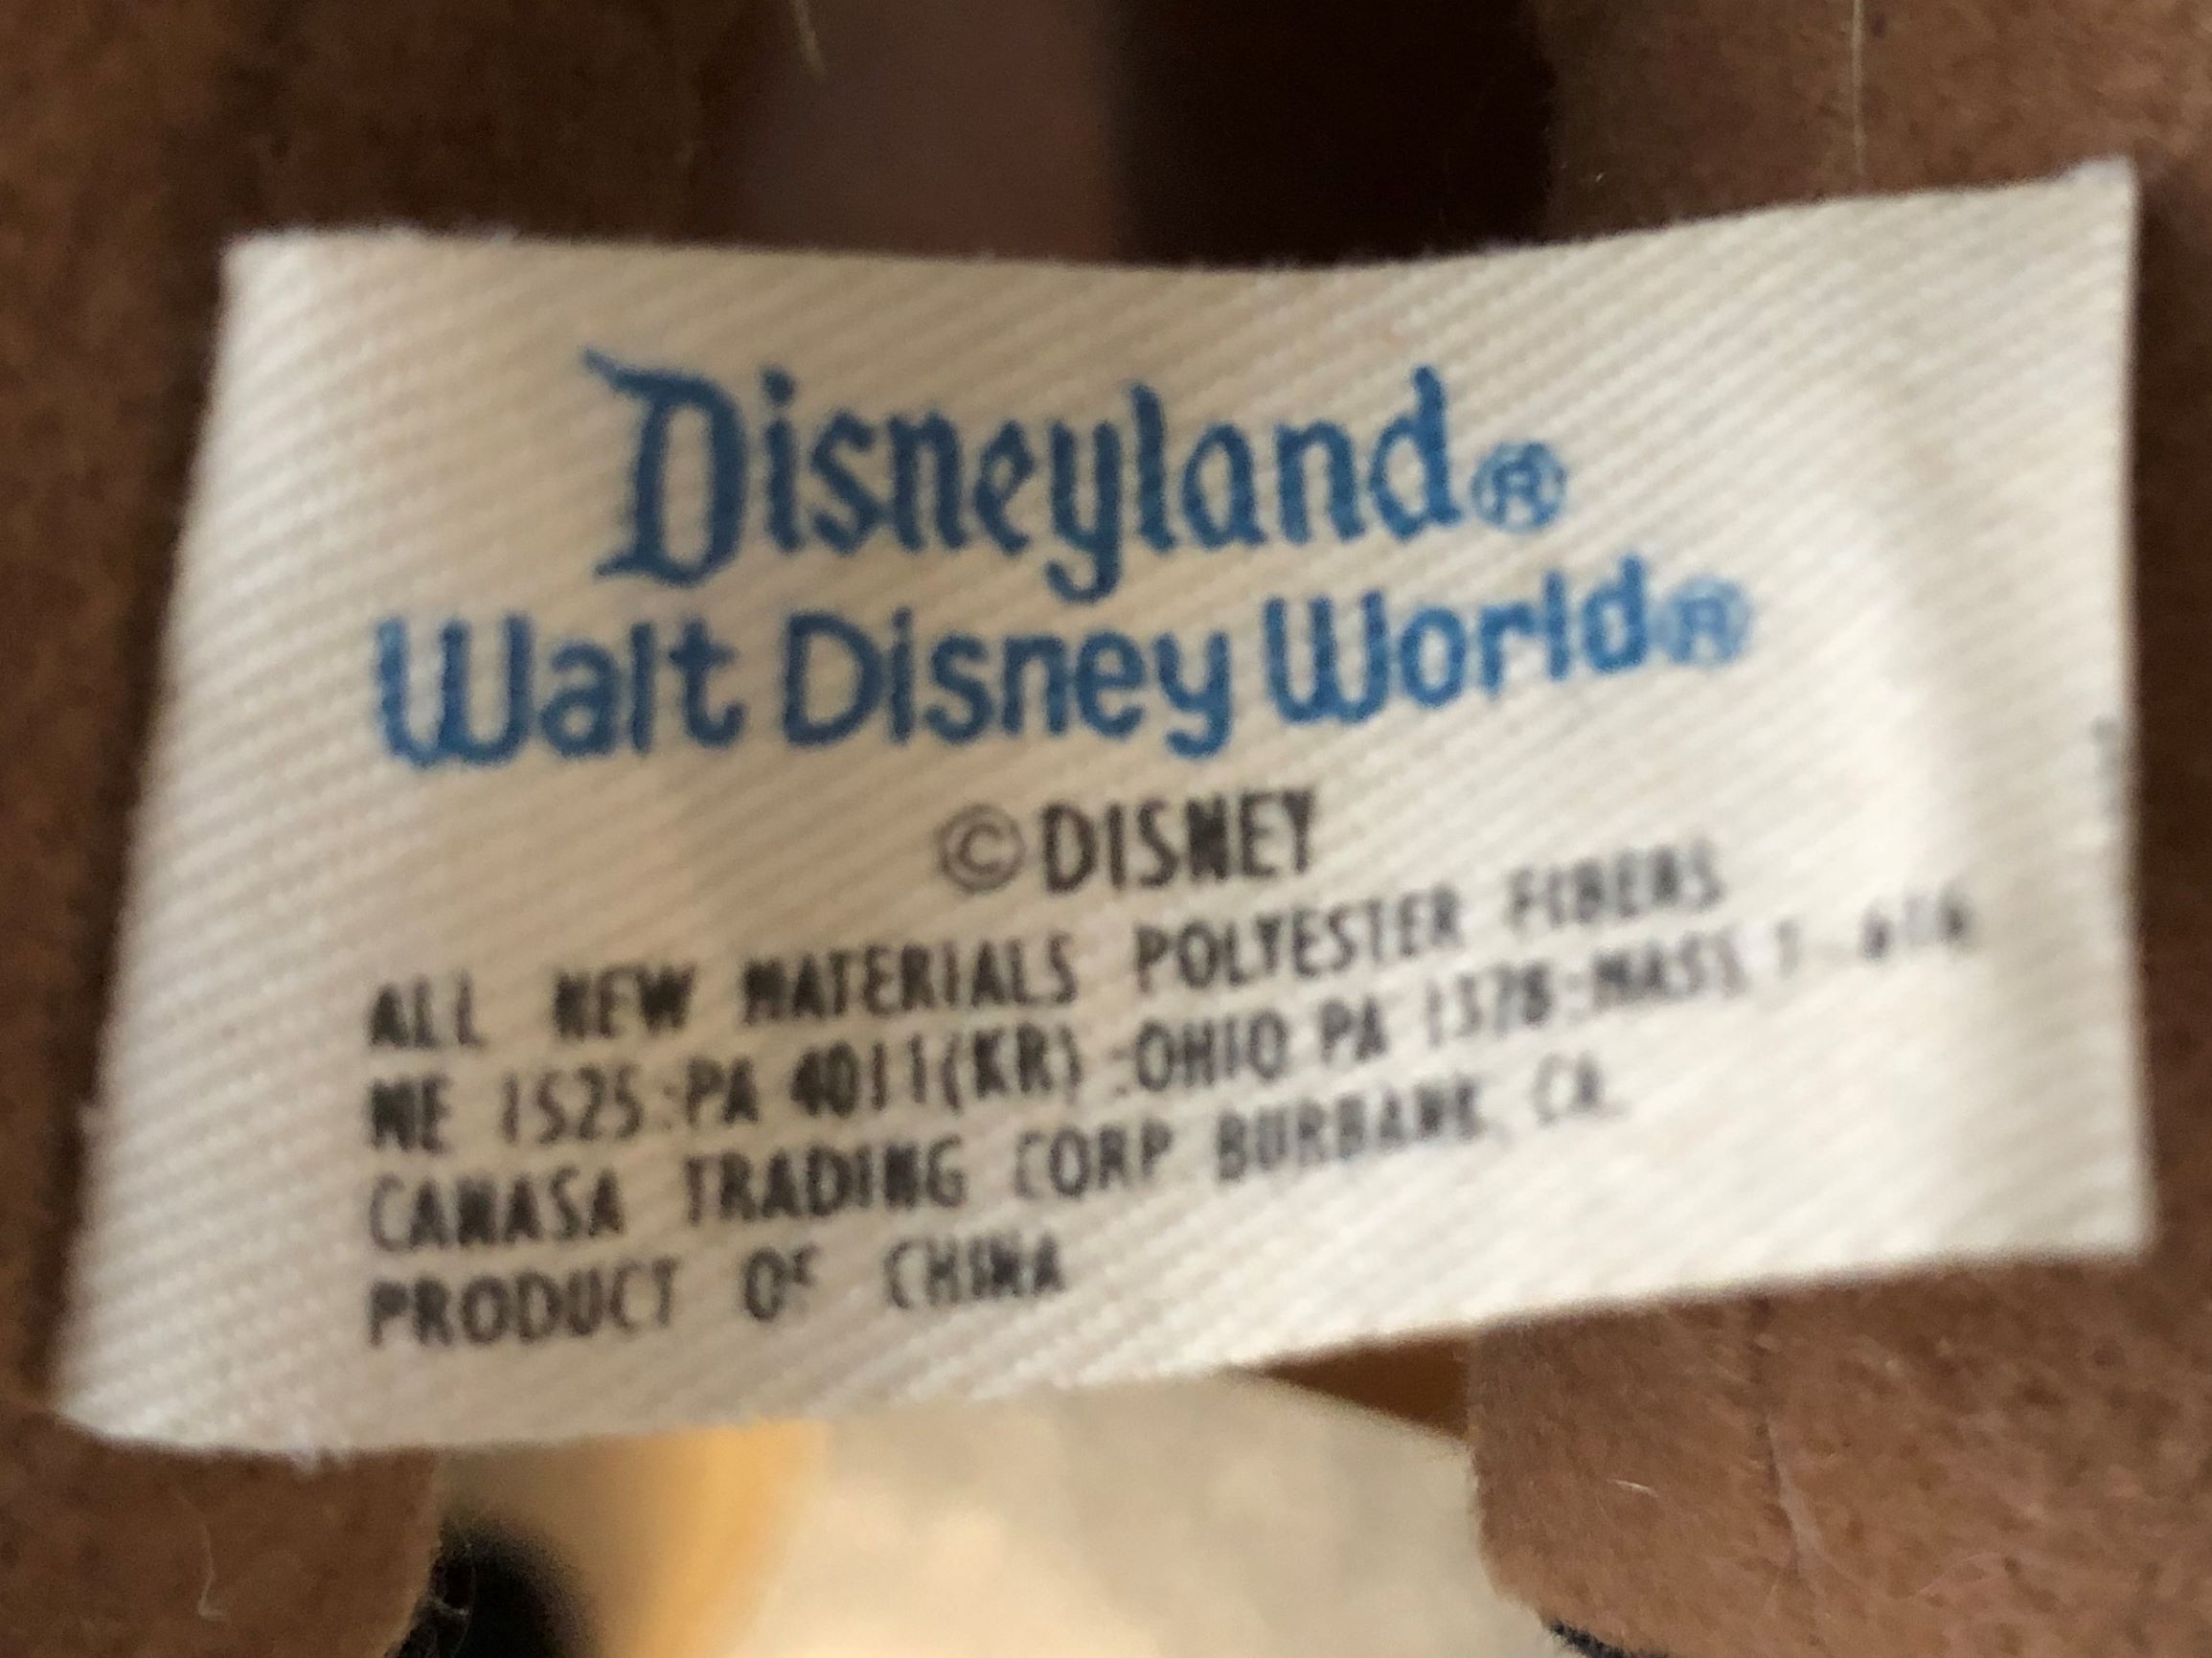 Disneyland®
Walt Disney World®
©DISNEY
ALL NEW MATERIALS POLYESTER FIBERS
ME 1525:PA 4011(KR) :OHIO PA 1378:MASS
CANASA TRADING CORP BURBANK, CA.
PRODUCT OF CHINA